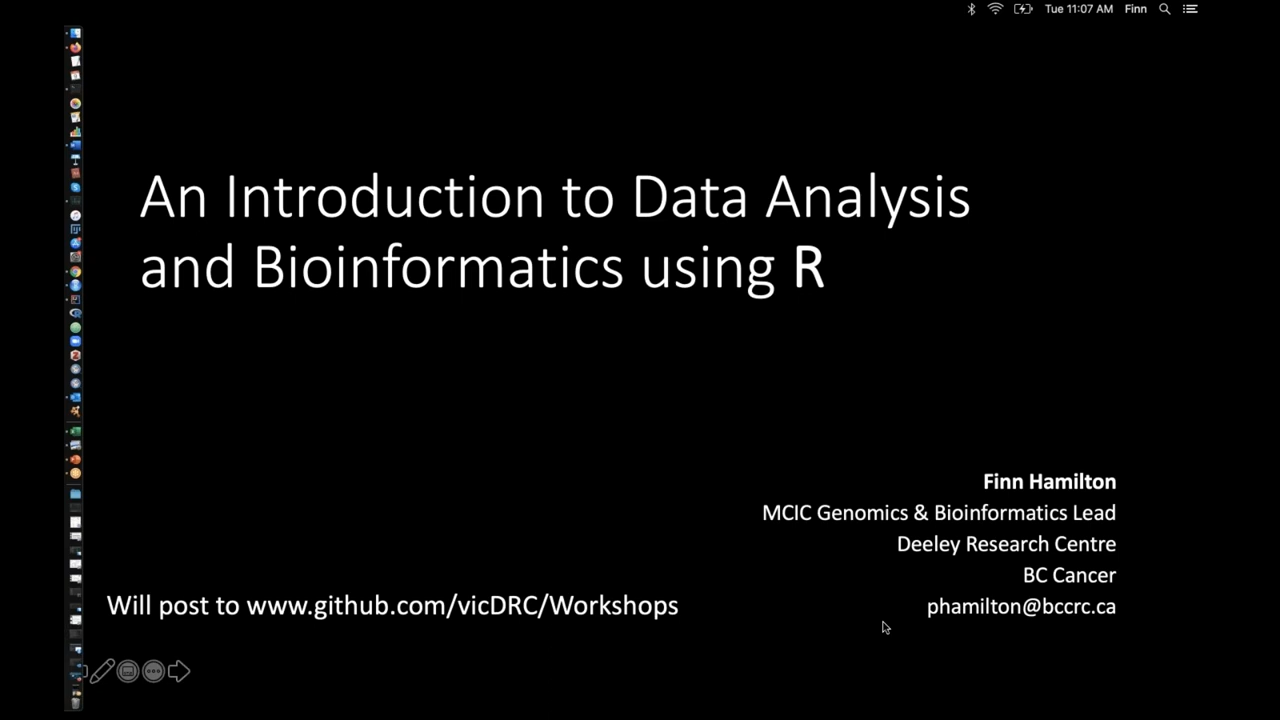 Tue 11:07 AM Finn
An Introduction to Data Analysis
and Bioinformatics using R
Finn Hamilton
MCIC Genomics & Bioinformatics Lead
Deeley Research Centre
BC Cancer
phamilton@bccrc.ca
Will post to www.github.com/vicDRC/Workshops